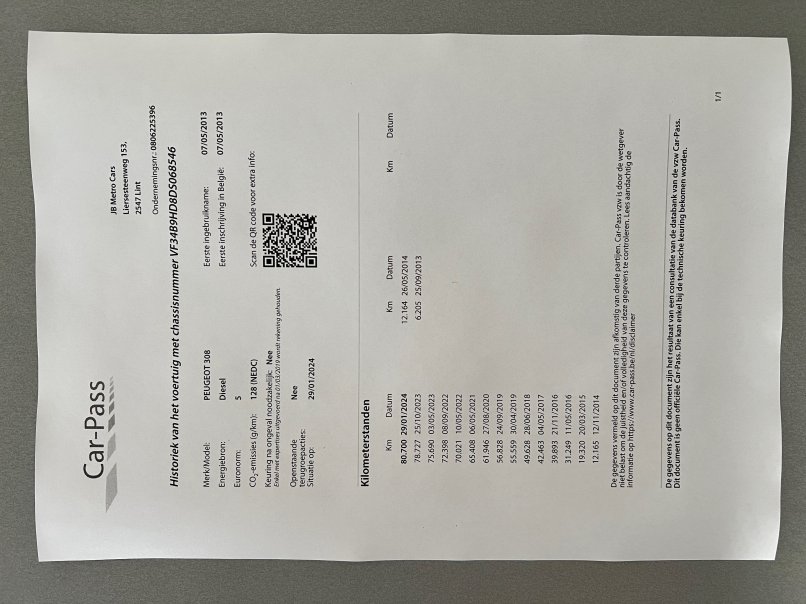 Car-Pass
JB Metro Cars
Liersesteenweg 153,
2547 Lint
Ondernemingsnr.: 0806225396
Historiek van het voertuig met chassisnummer VF34B9HD8DS068546
Merk/Model: PEUGEOT 308
Eerste ingebruikname: 07/05/2013
Energiebron: Diesel
Eerste inschrijving in België: 07/05/2013
Euronorm: 5
CO₂-emissies (g/km): 128 (NEDC)
Scan de QR code voor extra info:
Keuring na ongeval noodzakelijk: Nee
Enkel met expertises uitgevoerd na 01/03/2019 wordt rekening gehouden.
Openstaande Nee
terugroepacties:
Situatie op: 29/01/2024
Kilometerstanden
Km Datum Km Datum Km Datum
80.700 29/01/2024 12.164 26/05/2014
78.727 25/10/2023 6.205 25/09/2013
75.690 03/05/2023
72.398 08/09/2022
70.021 10/05/2022
65.408 06/05/2021
61.946 27/08/2020
56.828 24/09/2019
55.559 30/04/2019
49.628 28/06/2018
42.463 04/05/2017
39.893 21/11/2016
31.249 11/05/2016
19.320 20/03/2015
12.165 12/11/2014
De gegevens vermeld op dit document zijn afkomstig van derde partijen. Car-Pass vzw is door de wetgever
niet belast om de juistheid en/of volledigheid van deze gegevens te controleren. Lees aandachtig de
informatie op https://www.car-pass.be/nl/disclaimer
De gegevens op dit document zijn het resultaat van een consultatie van de databank van de vzw Car-Pass.
Dit document is geen officiële Car-Pass. Die kan enkel bij de technische keuring bekomen worden.
1/1